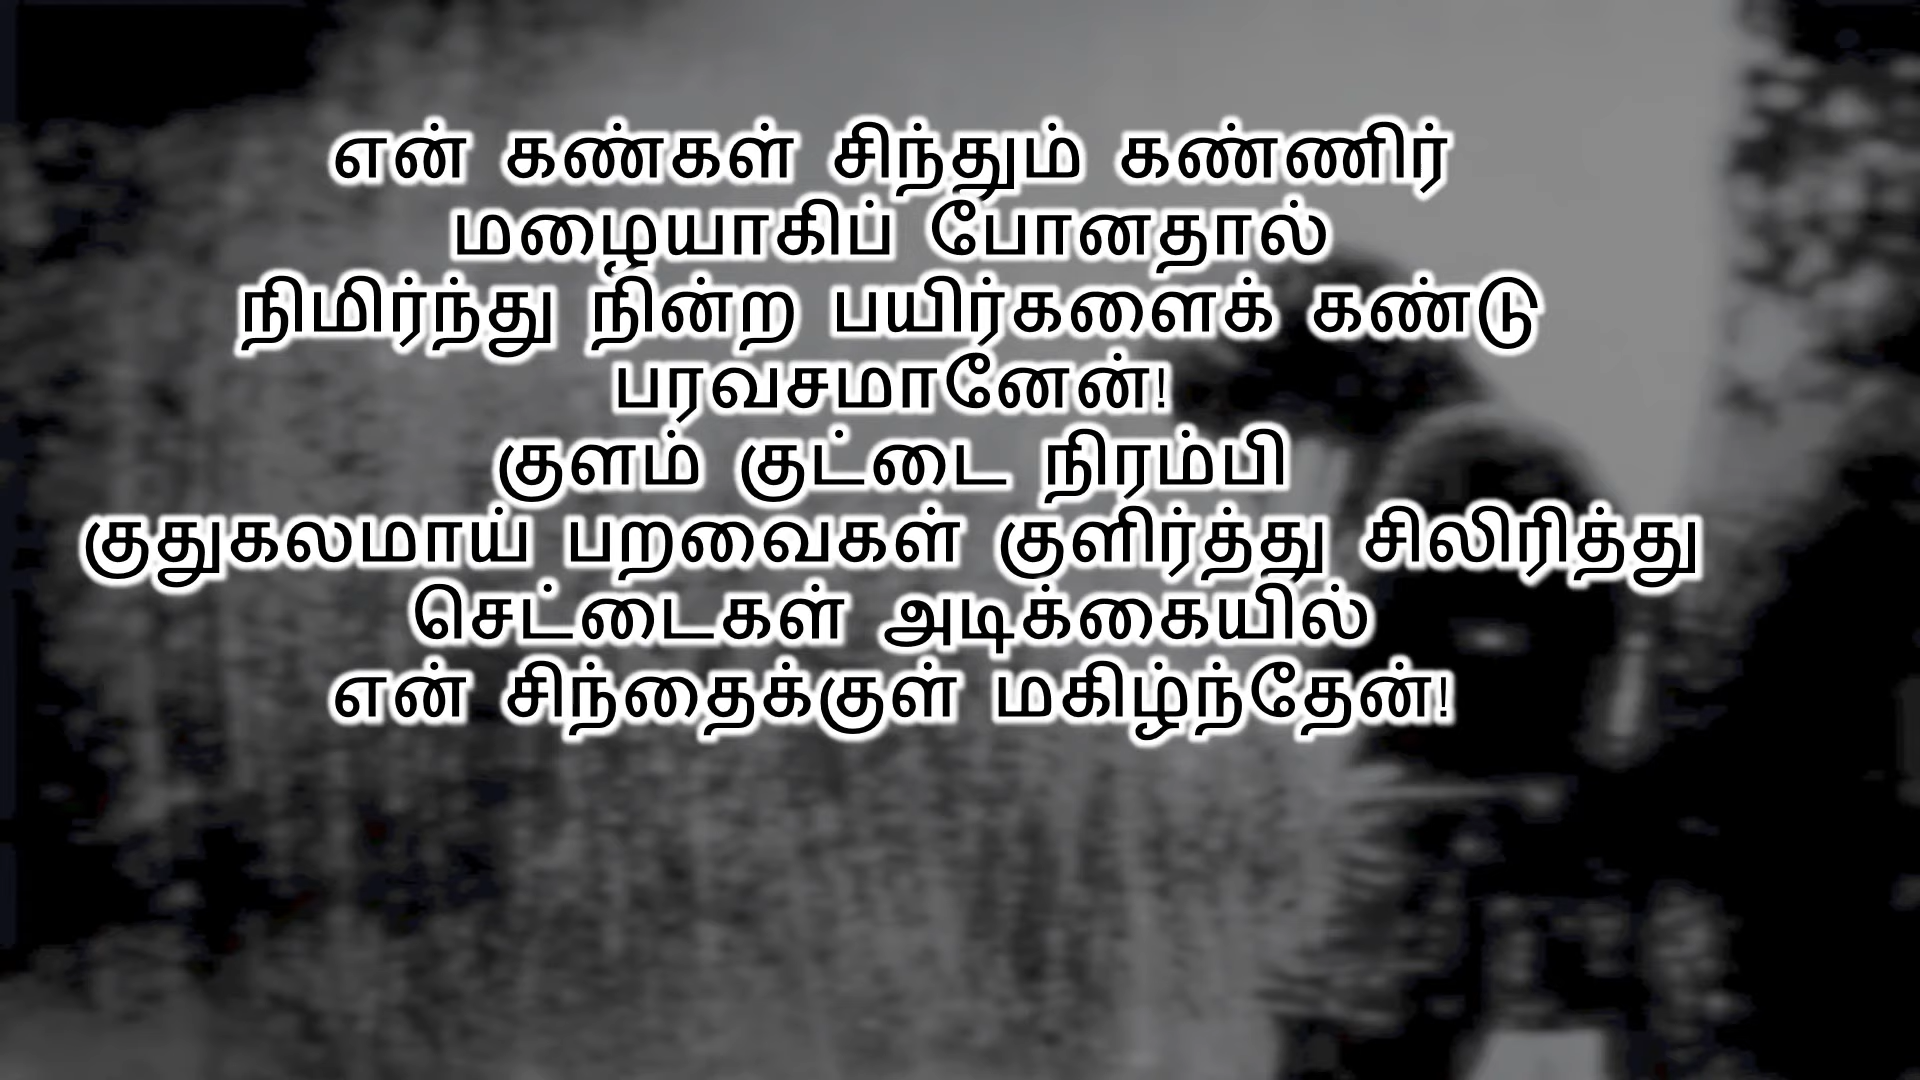 என் கண்கள் சிந்தும் கண்ணிர்
மழையாகிப் போனதால்
நிமிர்ந்து நின்ற பயிர்களைக் கண்டு
பரவசமானேன்!
குளம் குட்டை நிரம்பி
குதுகலமாய் பறவைகள் குளிர்த்து சிலிரித்து
செட்டைகள் அடிக்கையில்
என் சிந்தைக்குள் மகிழ்ந்தேன்!